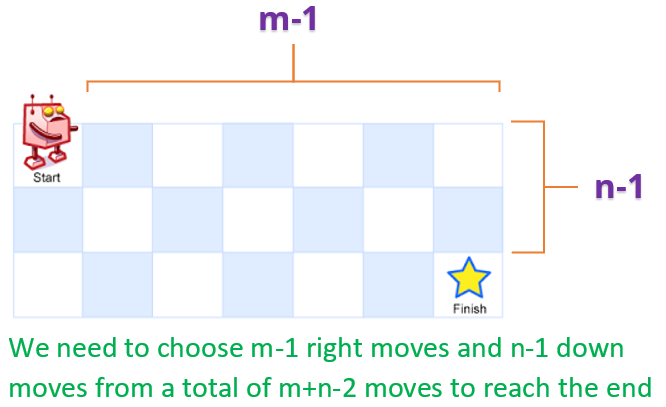 m-1
Start
n-1
Finish
We need to choose m-1 right moves and n-1 down
moves from a total of m+n-2 moves to reach the end